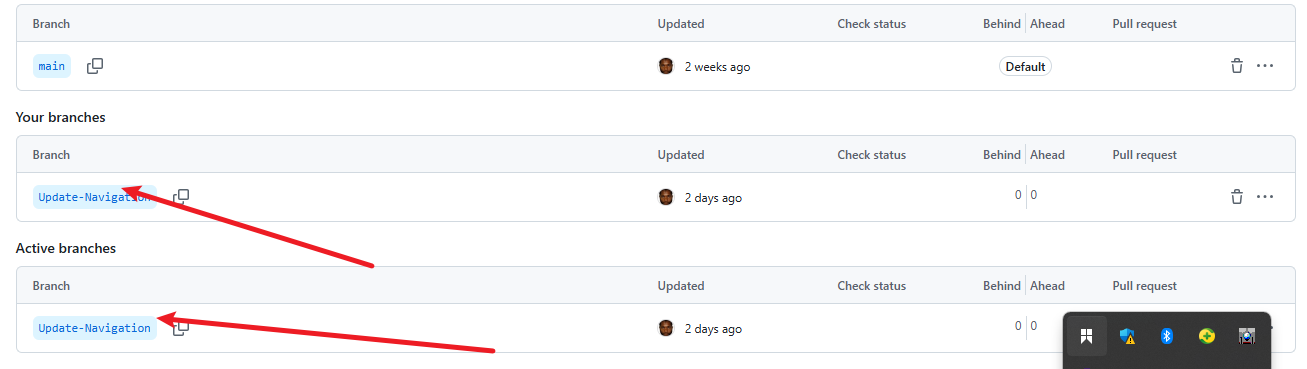 Branch Updated Check status Behind Ahead Pull request
main 2 weeks ago Default
Your branches
Branch Updated Check status Behind Ahead Pull request
Update-Navigation 2 days ago 0 0
Active branches
Branch Updated Check status Behind Ahead Pull request
Update-Navigation 2 days ago 0 0